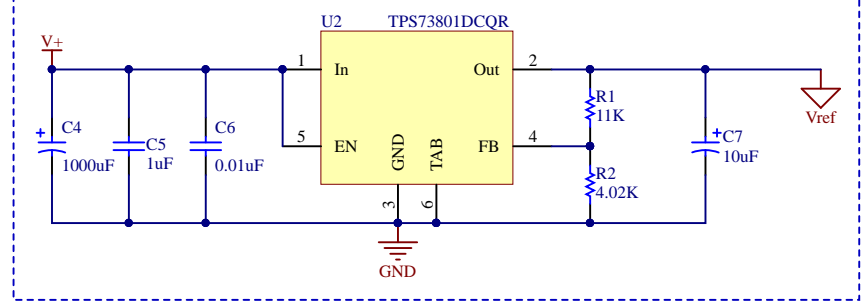 U2 TPS73801DCQR
V+
1 In Out 2
R1
11K
Vref
C4
1000uF
C5
1uF
C6
0.01uF
5 EN GND TAB FB 4
C7
10uF
R2
4.02K
3 6
GND